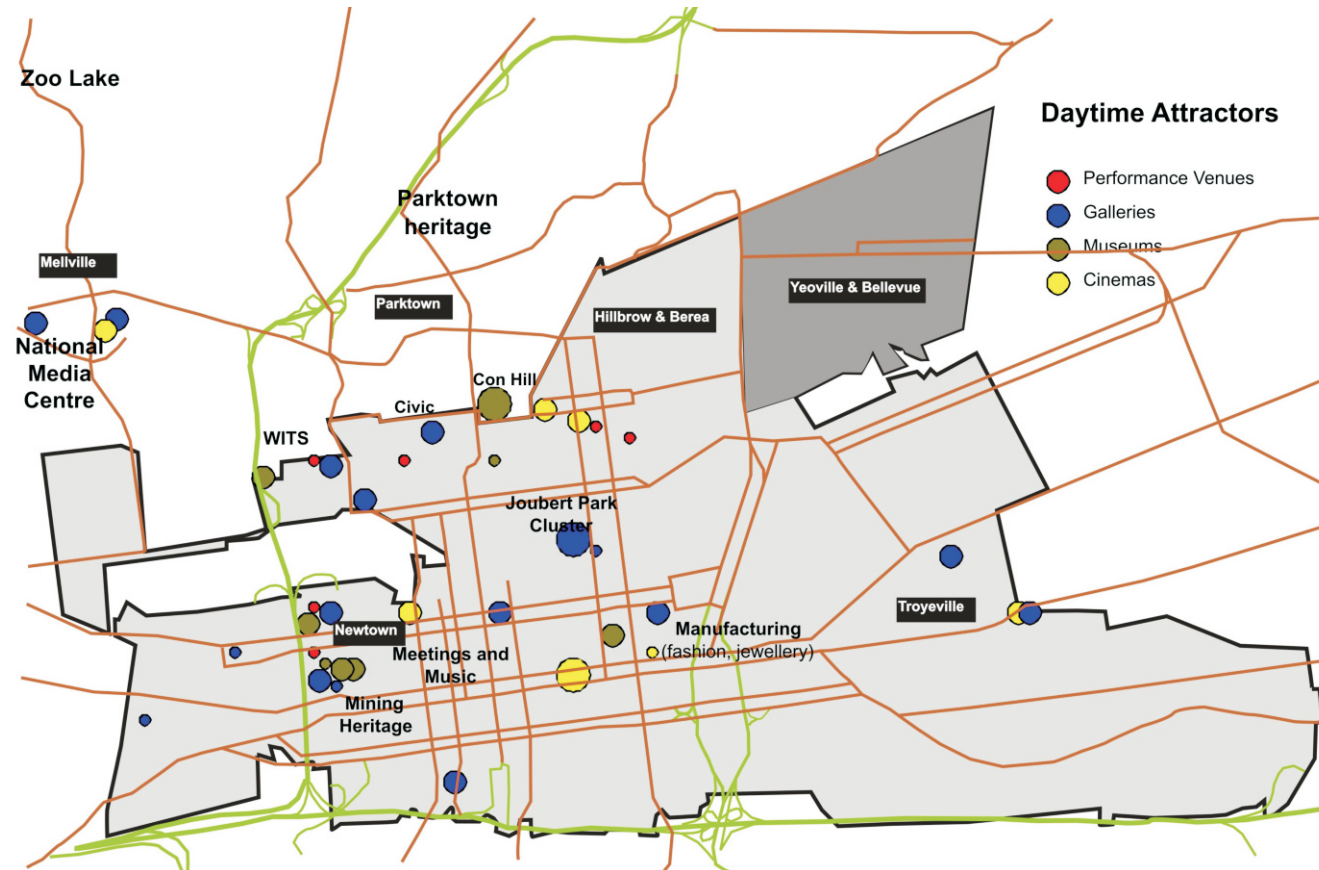 Zoo Lake
Daytime Attractors
Performance Venues
Galleries
Museums
Cinemas
Parktown
heritage
Mellville
Parktown
Yeoville & Bellevue
Hillbrow & Berea
National
Media
Centre
Con Hill
Civic
WITS
Joubert Park
Cluster
Troyeville
Newtown
Manufacturing
(fashion, jewellery)
Meetings and
Music
Mining
Heritage